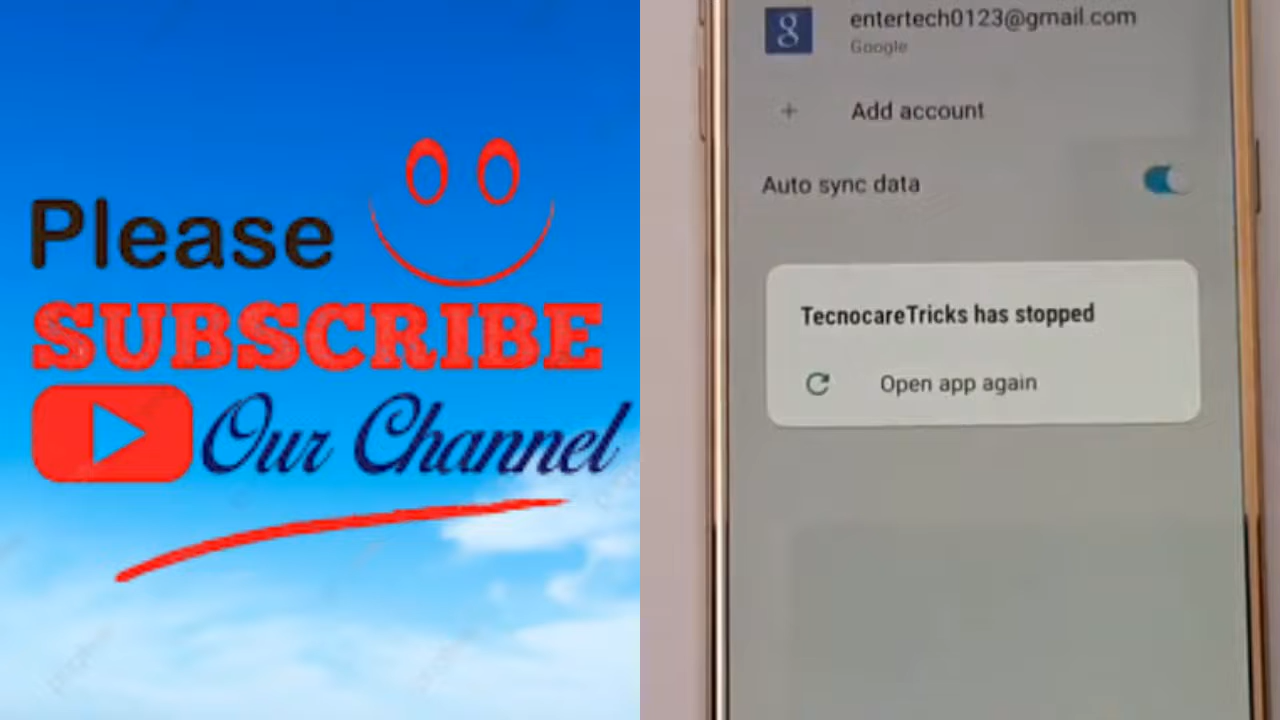 Please
SUBSCRIBE
Our Channel
entertech0123@gmail.com
Google
Add account
Auto sync data
TecnocareTricks has stopped
Open app again